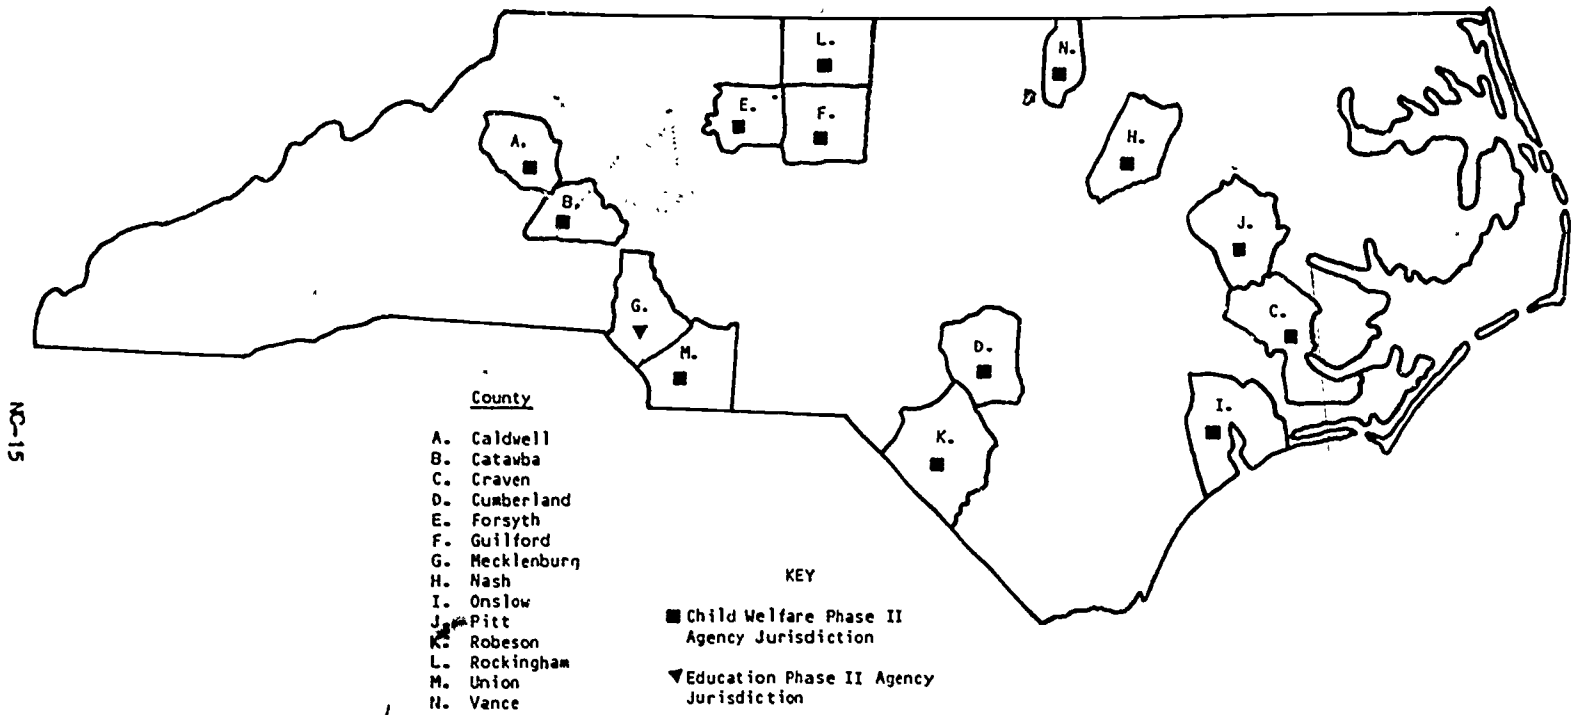 L.
N.
E.
F.
A.
H.
B.
J.
G.
C.
M.
D.
I.
K.
NC-15
County
A. Caldwell
B. Catawba
C. Craven
D. Cumberland
E. Forsyth
F. Guilford
G. Mecklenburg
H. Nash
I. Onslow
J. Pitt
K. Robeson
L. Rockingham
M. Union
N. Vance
KEY
Child Welfare Phase II
Agency Jurisdiction
Education Phase II Agency
Jurisdiction